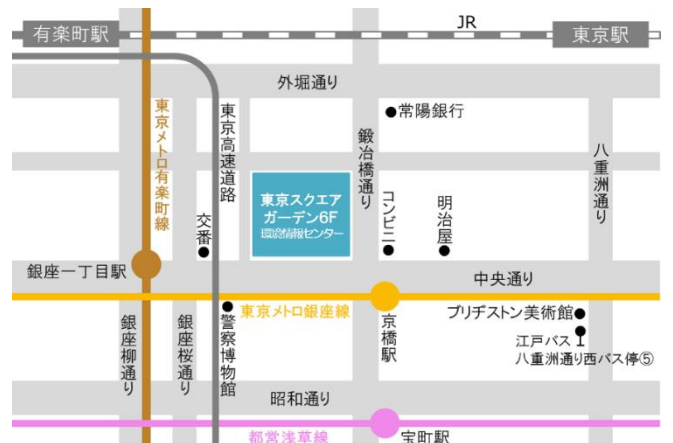 JR
有楽町駅
東京駅
外堀通り
東京メトロ有楽町線
東京高速道路
鍛冶橋通り
常陽銀行
八重洲通り
東京スクエア
ガーデン6F
環境情報センター
交番
コンビニ
明治屋
銀座一丁目駅
中央通り
東京メトロ銀座線
京橋駅
ブリヂストン美術館
江戸バス
八重洲通り西バス停⑤
銀座柳通り
銀座桜通り
警察博物館
昭和通り
都営浅草線
宝町駅